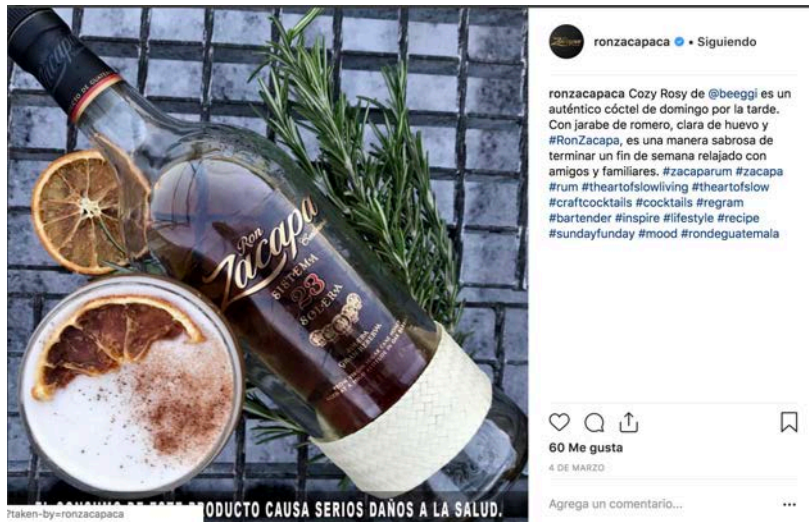 ronzacapaca • Siguiendo
ronzacapaca Cozy Rosy de @beeggi es un
auténtico cóctel de domingo por la tarde.
Con jarabe de romero, clara de huevo y
#RonZacapa, es una manera sabrosa de
terminar un fin de semana relajado con
amigos y familiares. #zacaparum #zacapa
#rum #theartofslowliving #theartofslow
#craftcocktails #cocktails #regram
#bartender #inspire #lifestyle #recipe
#sundayfunday #mood #rondeguatemala
60 Me gusta
4 DE MARZO
Agrega un comentario...
Zacapa
Ron
Zacapa
SISTEMA
23
SOLERA
GRAN RESERVA
EL CONSUMO DE ESTE PRODUCTO CAUSA SERIOS DAÑOS A LA SALUD.
?taken-by=ronzacapaca